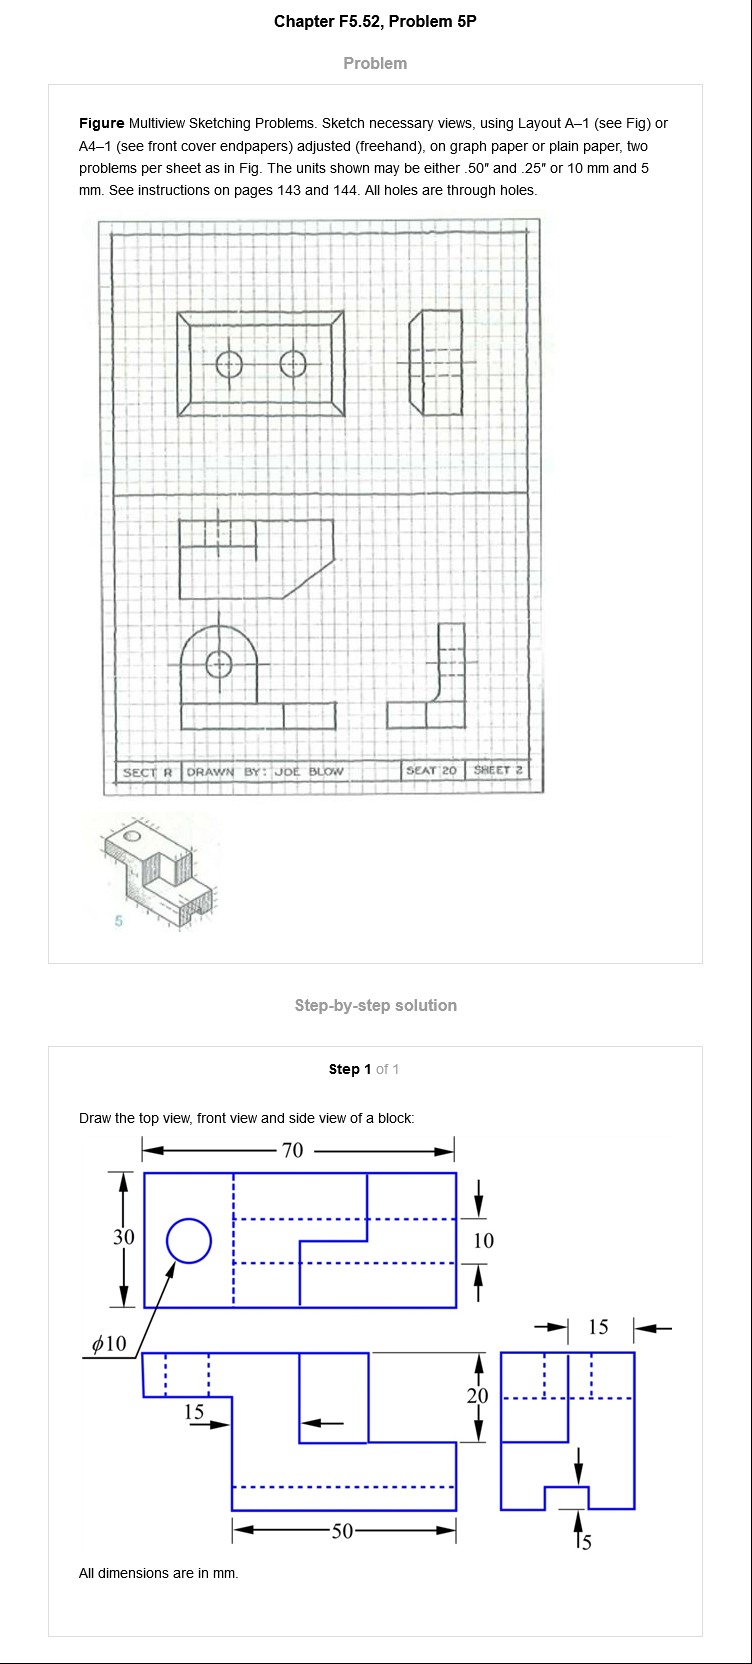 Chapter F5.52, Problem 5P
Problem
Figure Multiview Sketching Problems. Sketch necessary views, using Layout A–1 (see Fig) or
A4–1 (see front cover endpapers) adjusted (freehand), on graph paper or plain paper, two
problems per sheet as in Fig. The units shown may be either .50″ and .25″ or 10 mm and 5
mm. See instructions on pages 143 and 144. All holes are through holes.
SECT R DRAWN BY: JOE BLOW SEAT 20 SHEET 2
5
Step-by-step solution
Step 1 of 1
Draw the top view, front view and side view of a block:
70
30
10
15
ϕ10
20
15
50
5
All dimensions are in mm.